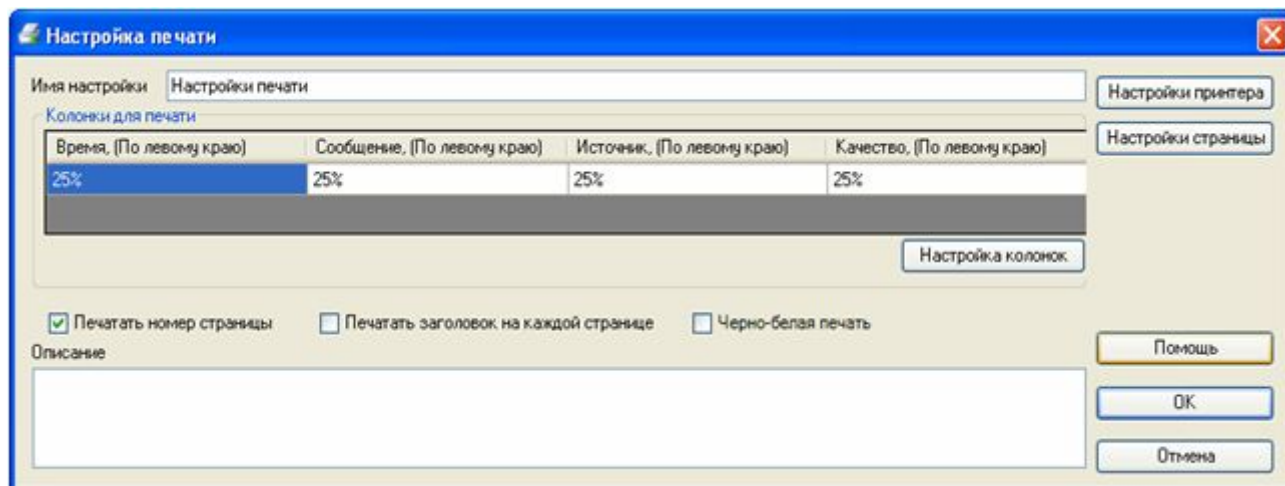 Настройка печати
Имя настройки Настройки печати
Настройки принтера
Колонки для печати
Настройки страницы
Время, (По левому краю) Сообщение, (По левому краю) Источник, (По левому краю) Качество, (По левому краю)
25% 25% 25% 25%
Настройка колонок
Печатать номер страницы Печатать заголовок на каждой странице Черно-белая печать
Описание
Помощь
ОК
Отмена